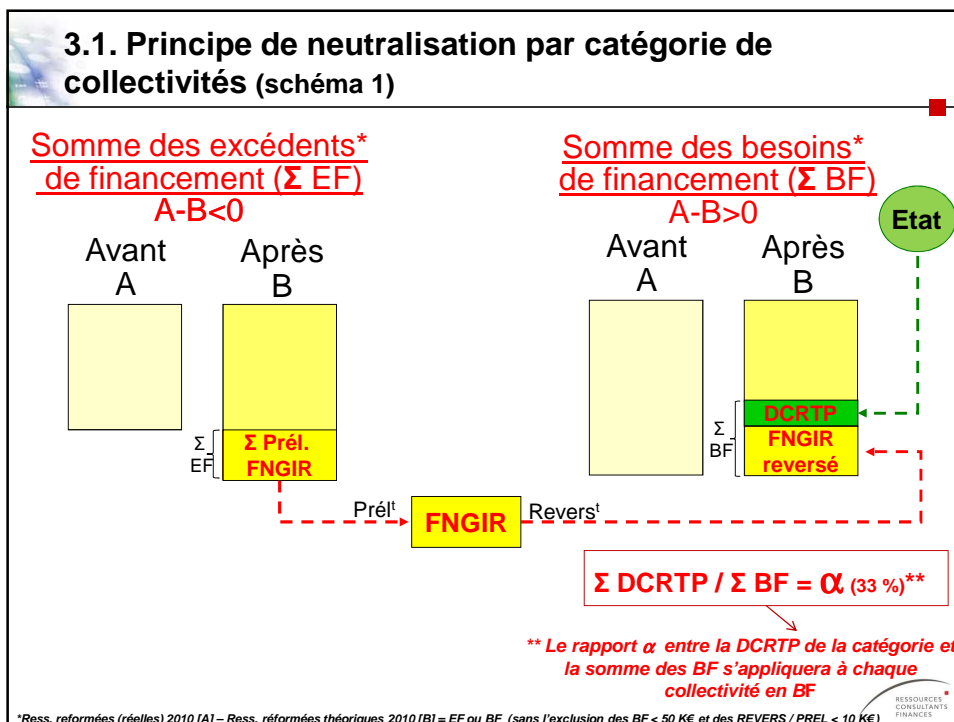 3.1. Principe de neutralisation par catégorie de
collectivités (schéma 1)
Somme des excédents*
de financement (Σ EF)
A-B<0
Avant
A
Après
B
Σ
EF
Σ Prél.
FNGIR
Somme des besoins*
de financement (Σ BF)
A-B>0
Etat
Avant
A
Après
B
Σ
BF
DCRTP
FNGIR
reversé
Prélᵗ
FNGIR
Reversᵗ
Σ DCRTP / Σ BF = α (33 %)**
** Le rapport α entre la DCRTP de la catégorie et
la somme des BF s’appliquera à chaque
collectivité en BF
RESSOURCES
CONSULTANTS
FINANCES
*Ress. reformées (réelles) 2010 [A] – Ress. réformées théoriques 2010 [B] = EF ou BF (sans l’exclusion des BF < 50 K€ et des REVERS / PREL < 10 K€)